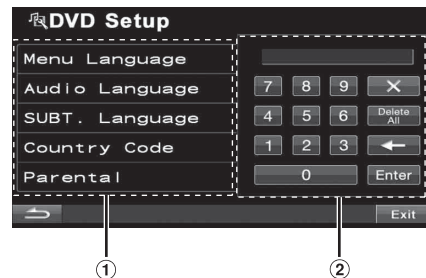 DVD Setup
Menu Language
Audio Language
SUBT. Language
Country Code
Parental
7 8 9 X
4 5 6 Delete All
1 2 3 ←
0 Enter
Exit
① ②